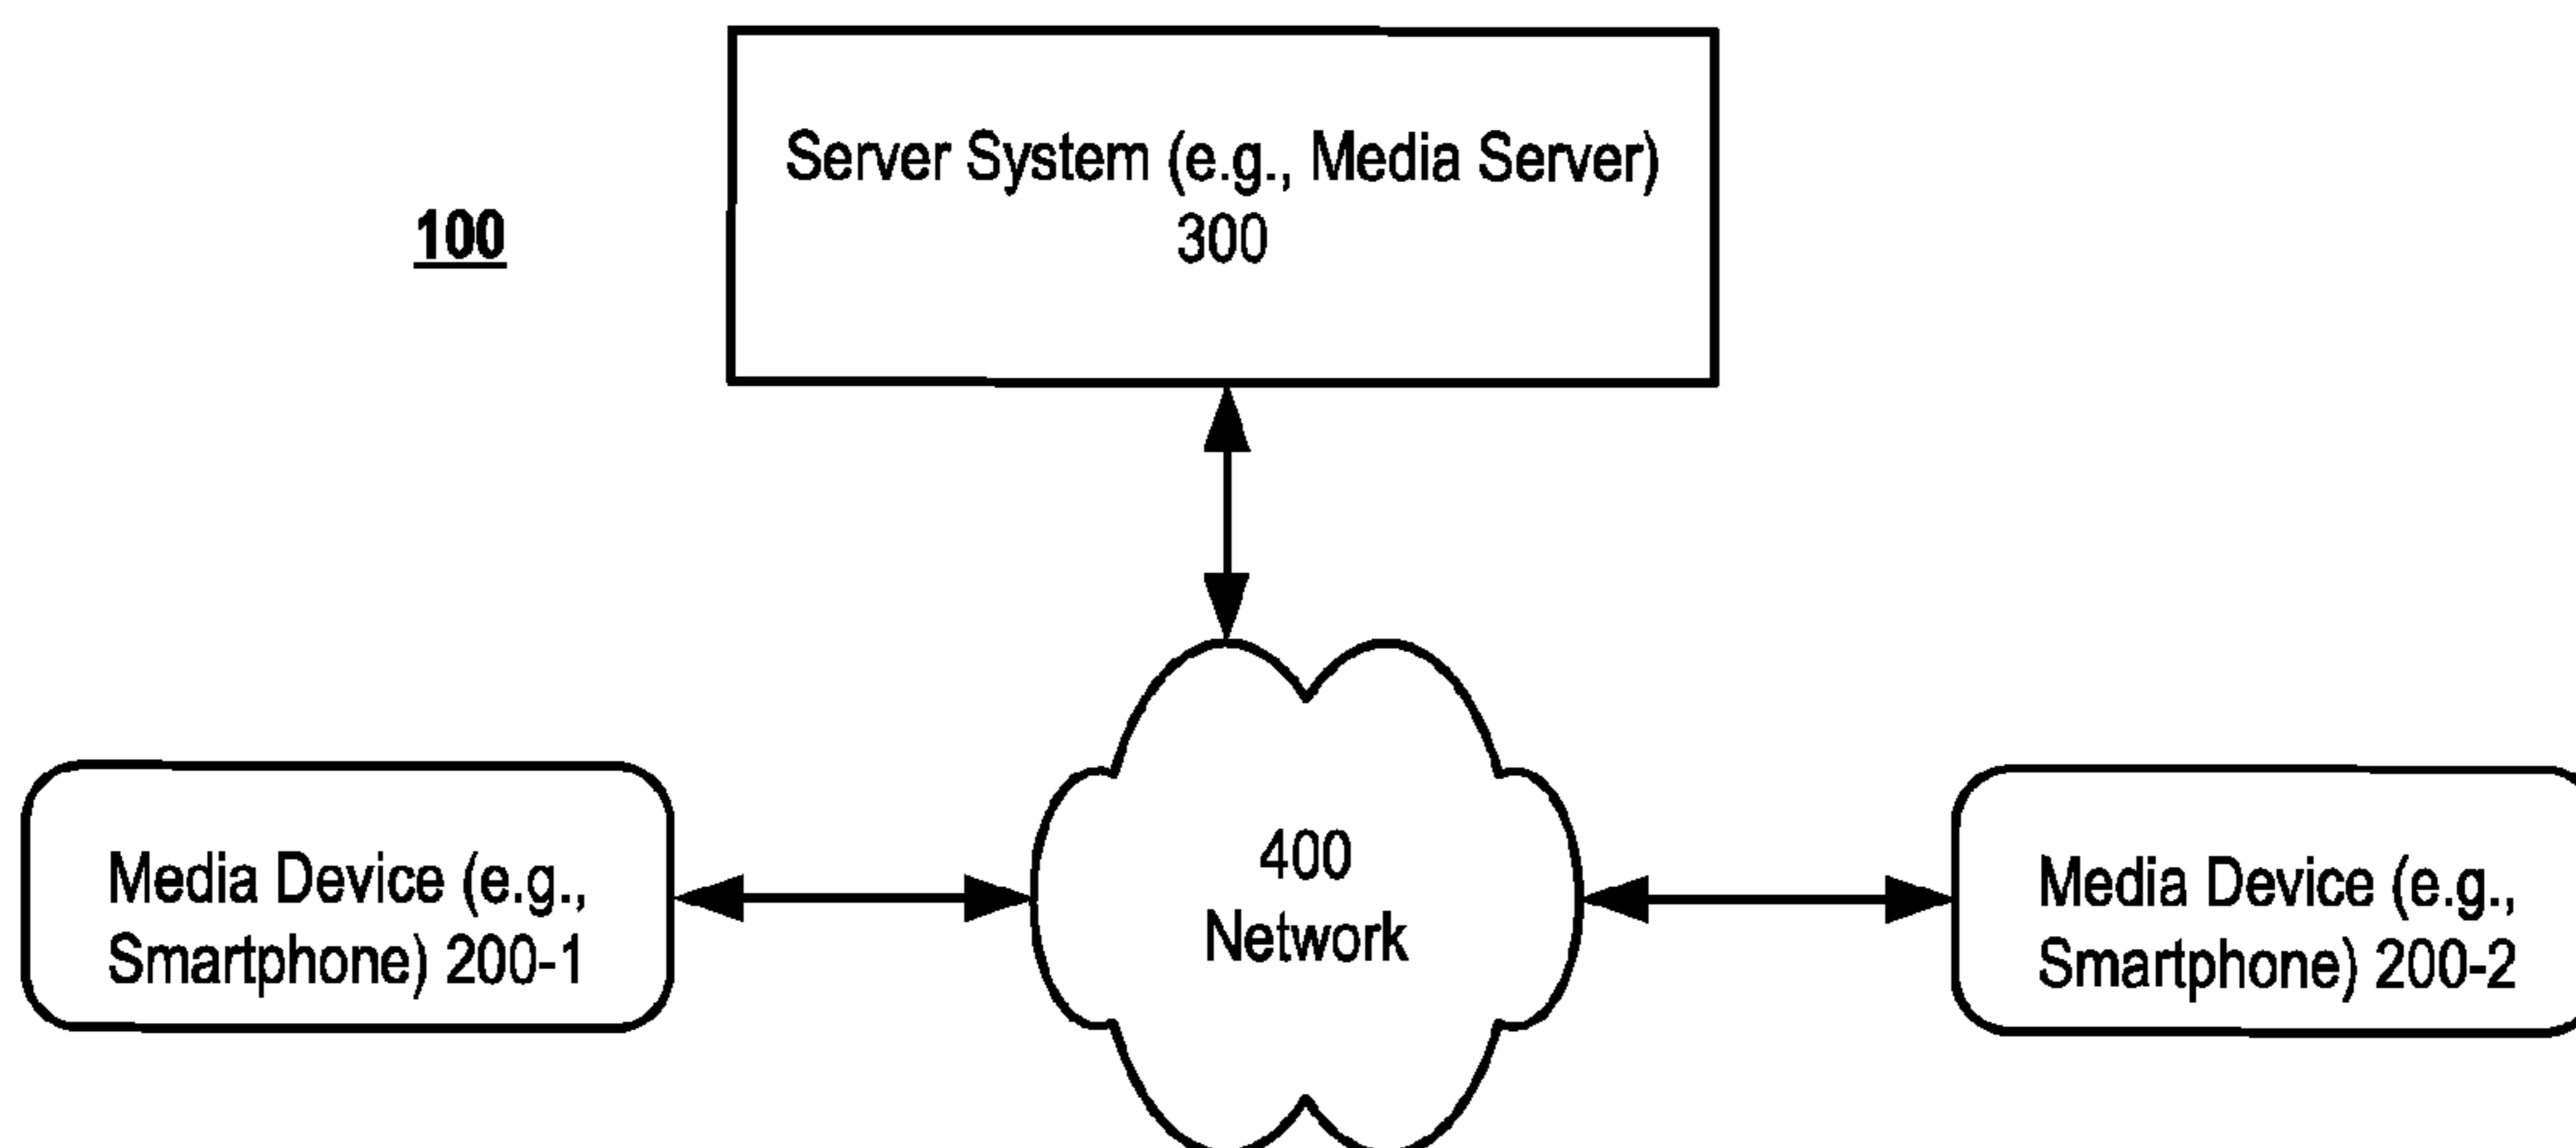 Server System (e.g., Media Server)
300
100
Media Device (e.g.,
Smartphone) 200-1
400
Network
Media Device (e.g.,
Smartphone) 200-2